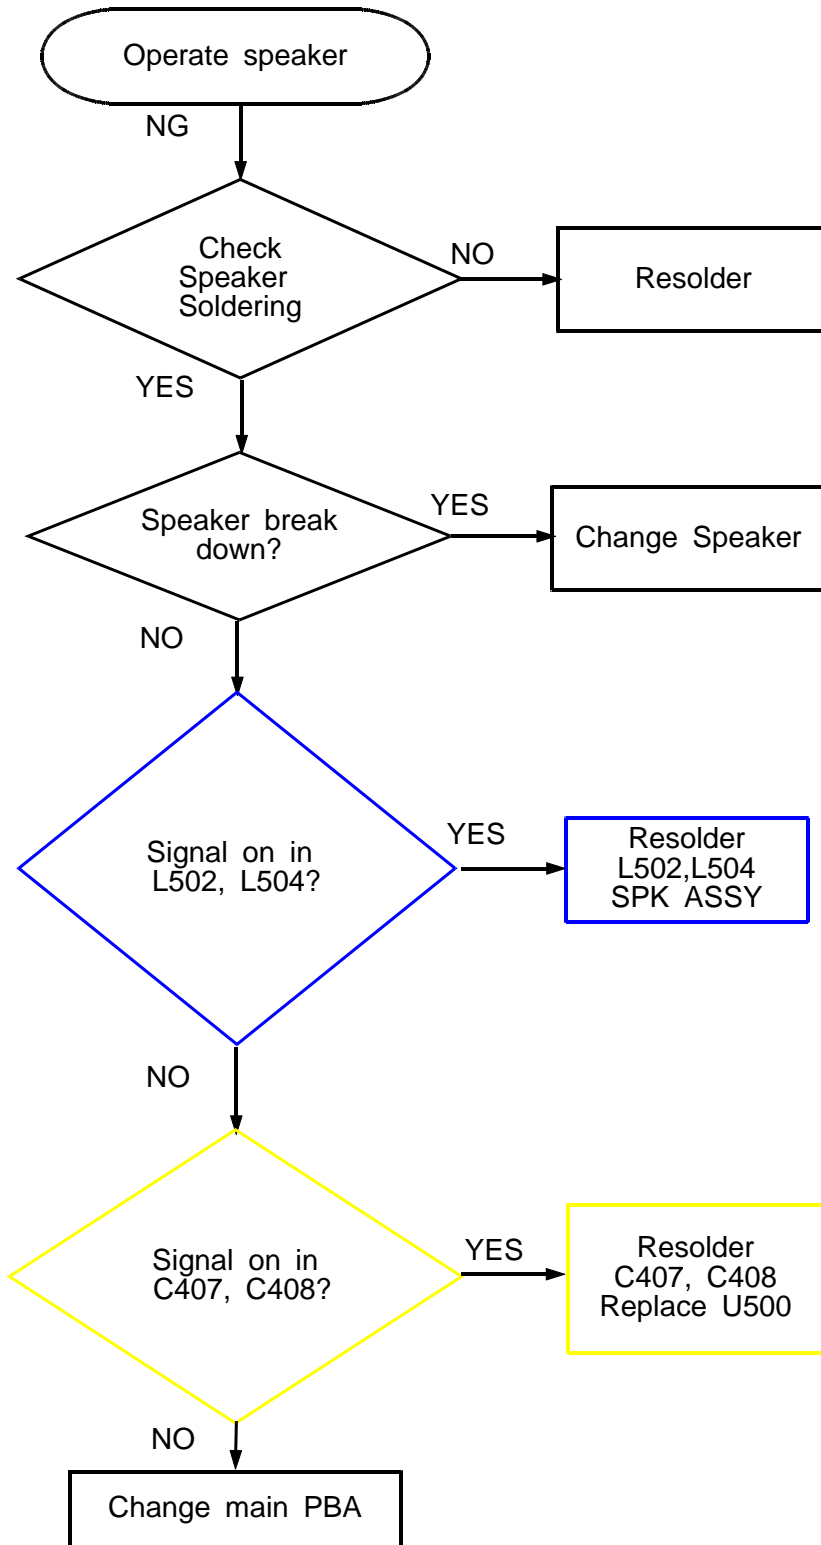 Operate speaker
NG
Check
Speaker
Soldering
NO
Resolder
YES
Speaker break
down?
YES
Change Speaker
NO
Signal on in
L502, L504?
YES
Resolder
L502,L504
SPK ASSY
NO
Signal on in
C407, C408?
YES
Resolder
C407, C408
Replace U500
NO
Change main PBA